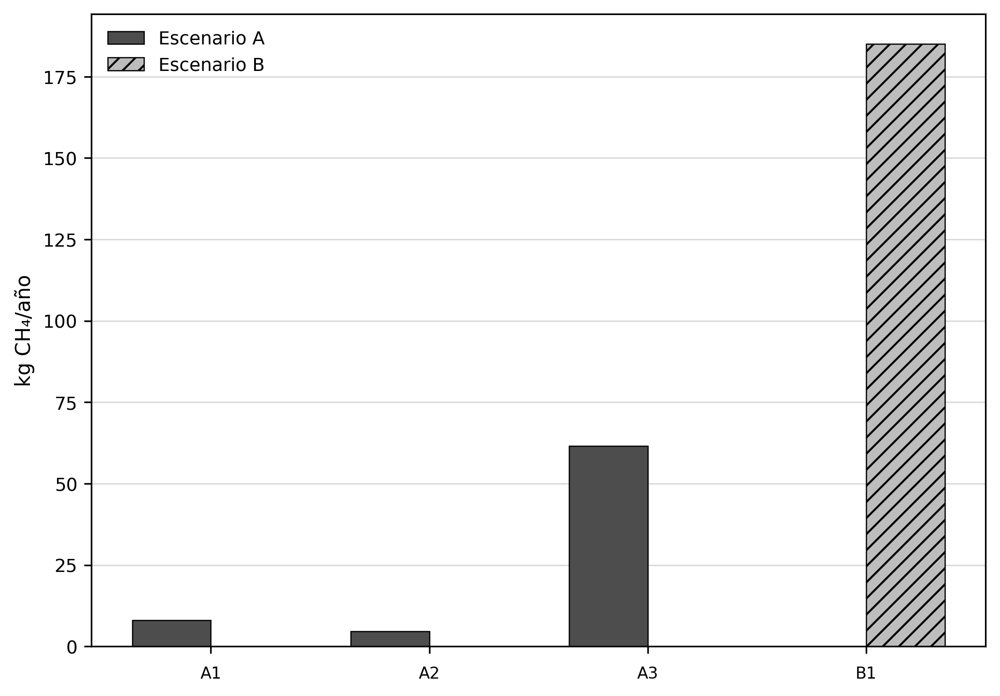 Escenario A
Escenario B
kg CH₄/año
175
150
125
100
75
50
25
0
A1
A2
A3
B1